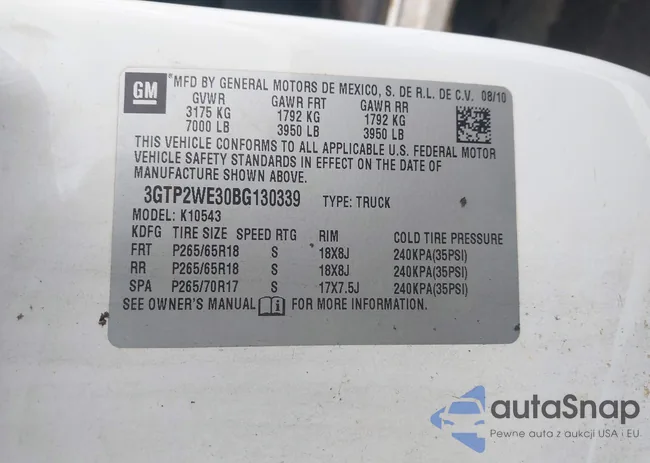 GM
*MFD BY GENERAL MOTORS DE MEXICO, S. DE R.L. DE C.V. 08/10
GVWR GAWR FRT GAWR RR
3175 KG 1792 KG 1792 KG
7000 LB 3950 LB 3950 LB
THIS VEHICLE CONFORMS TO ALL APPLICABLE U.S. FEDERAL MOTOR
VEHICLE SAFETY STANDARDS IN EFFECT ON THE DATE OF
MANUFACTURE SHOWN ABOVE.
3GTP2WE30BG130339 TYPE: TRUCK
MODEL: K10543
KDFG TIRE SIZE SPEED RTG RIM COLD TIRE PRESSURE
FRT P265/65R18 S 18X8J 240KPA(35PSI)
RR P265/65R18 S 18X8J 240KPA(35PSI)
SPA P265/70R17 S 17X7.5J 240KPA(35PSI)
SEE OWNER'S MANUAL i FOR MORE INFORMATION.
autaSnap
Pewne auta z aukcji USA i EU